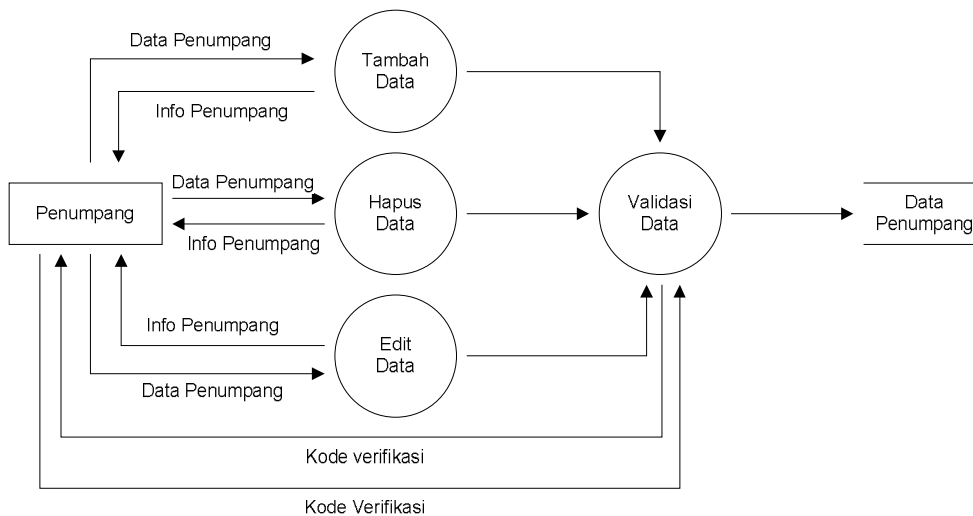 Data Penumpang
Tambah
Data
Info Penumpang
Penumpang
Data Penumpang
Info Penumpang
Hapus
Data
Validasi
Data
Data
Penumpang
Info Penumpang
Data Penumpang
Edit
Data
Kode verifikasi
Kode Verifikasi